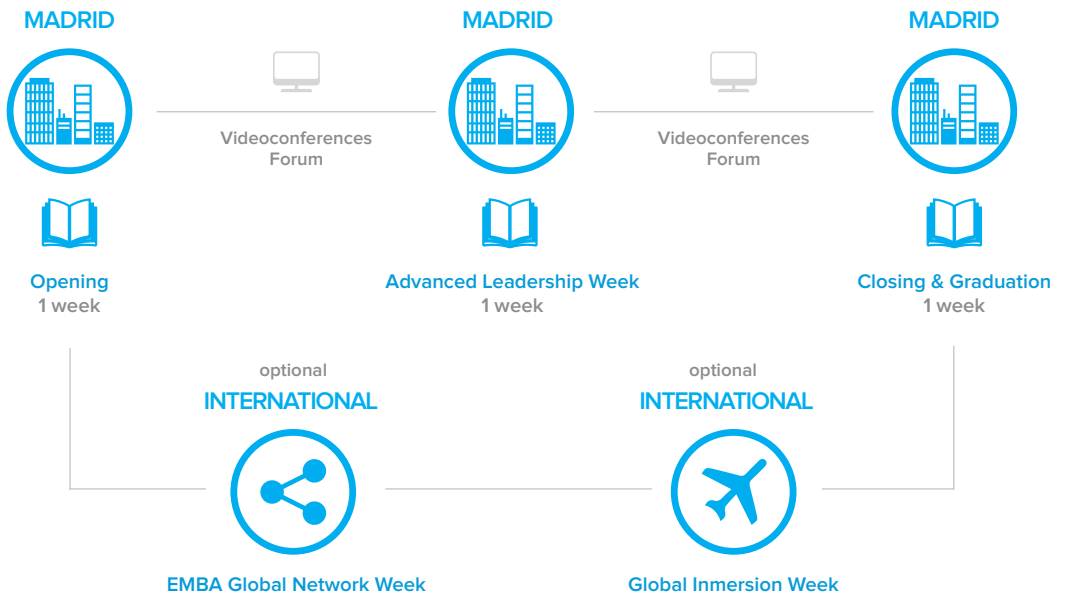 MADRID
MADRID
MADRID
Videoconferences
Forum
Videoconferences
Forum
Opening
1 week
Advanced Leadership Week
1 week
Closing & Graduation
1 week
optional
INTERNATIONAL
optional
INTERNATIONAL
EMBA Global Network Week
Global Inmersion Week